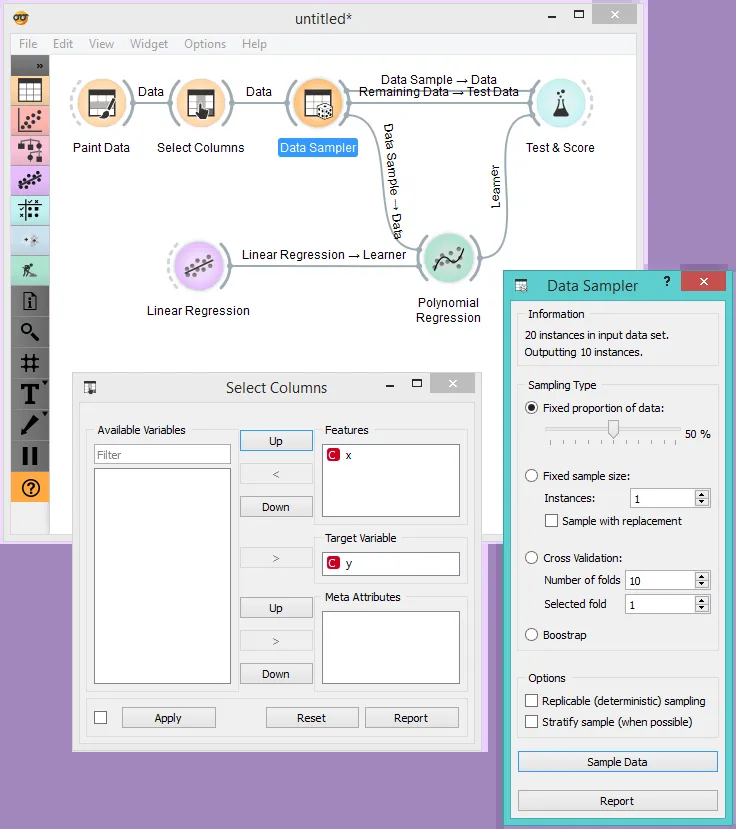 untitled*
File Edit View Widget Options Help
»
Data
Data
Data Sample → Data
Remaining Data → Test Data
Paint Data
Select Columns
Data Sampler
Test & Score
Data Sample → Data
Learner
Linear Regression → Learner
Linear Regression
Polynomial
Regression
T
?
Select Columns
Available Variables
Filter
Up
<
Down
>
Up
>
Down
Features
C x
Target Variable
C y
Meta Attributes
Apply
Reset
Report
Data Sampler
?
Information
20 instances in input data set.
Outputting 10 instances.
Sampling Type
Fixed proportion of data:
50 %
Fixed sample size:
Instances: 1
Sample with replacement
Cross Validation:
Number of folds 10
Selected fold 1
Boostrap
Options
Replicable (deterministic) sampling
Stratify sample (when possible)
Sample Data
Report